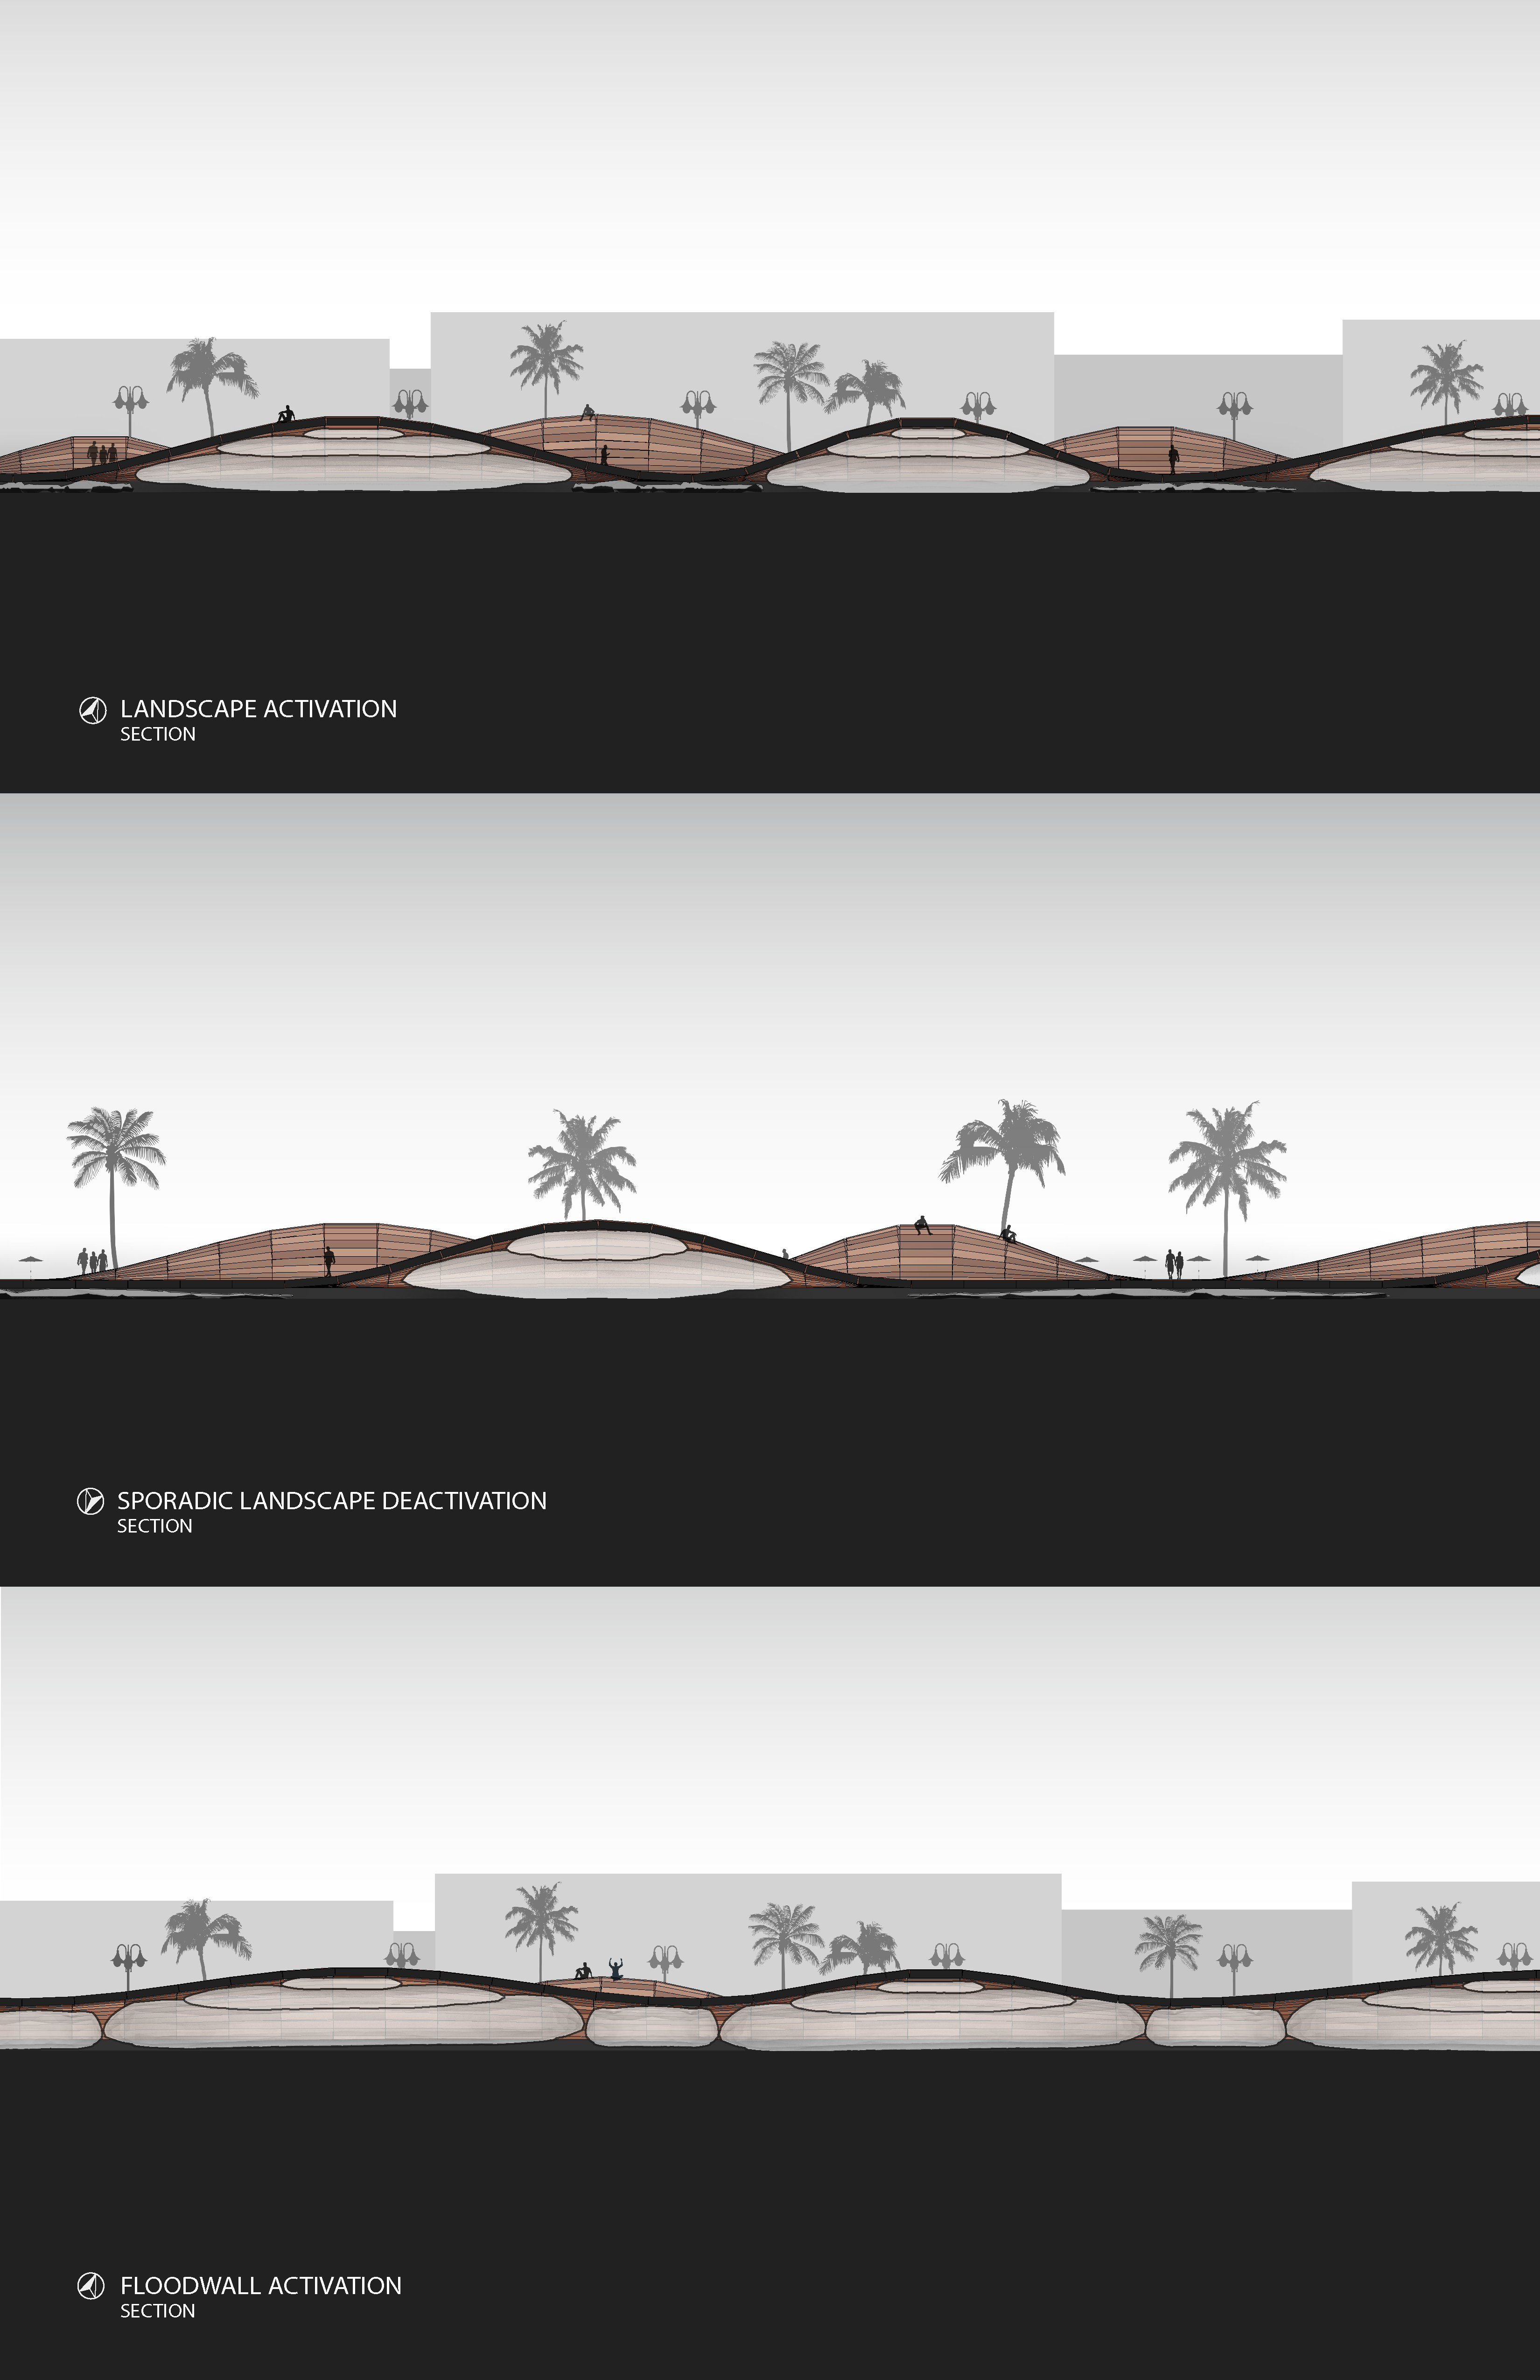 LANDSCAPE ACTIVATION
SECTION
SPORADIC LANDSCAPE DEACTIVATION
SECTION
FLOODWALL ACTIVATION
SECTION